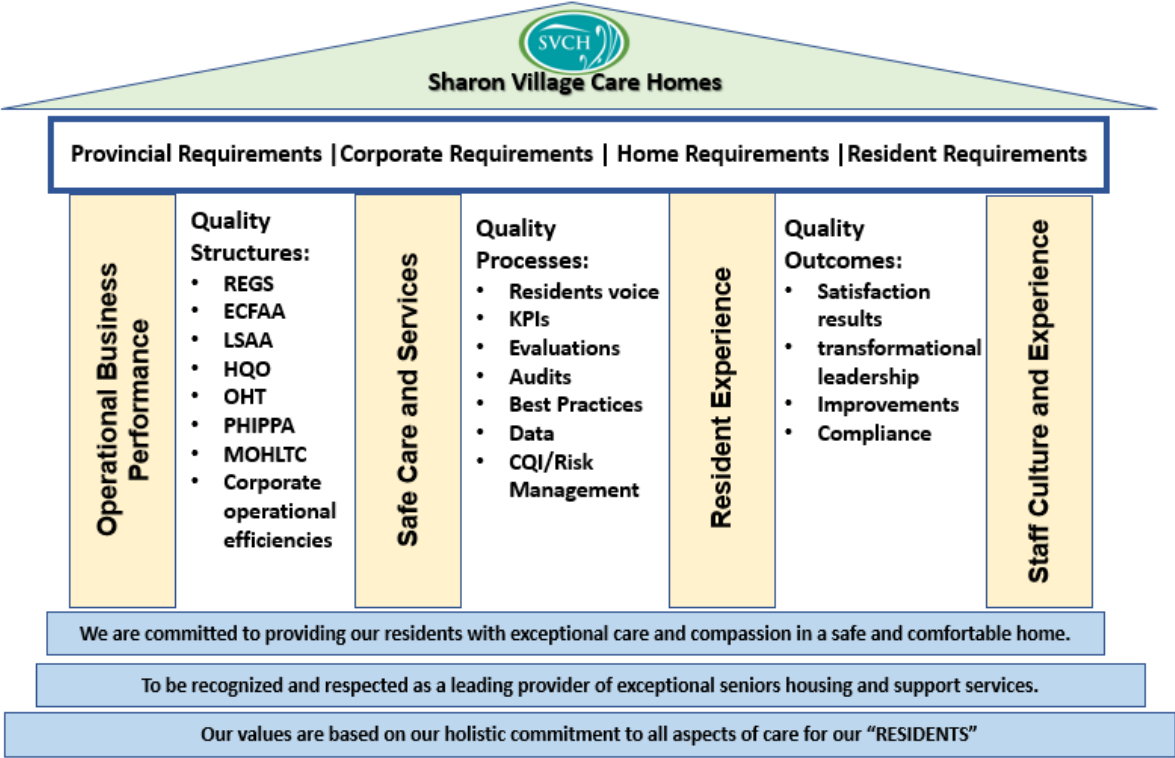 SVCH
Sharon Village Care Homes
Provincial Requirements |Corporate Requirements | Home Requirements |Resident Requirements
Operational Business
Performance
Quality
Structures:
• REGS
• ECFAA
• LSAA
• HQO
• OHT
• PHIPPA
• MOHLTC
• Corporate
operational
efficiencies
Safe Care and Services
Quality
Processes:
• Residents voice
• KPIs
• Evaluations
• Audits
• Best Practices
• Data
• CQI/Risk
Management
Resident Experience
Quality
Outcomes:
• Satisfaction
results
• transformational
leadership
• Improvements
• Compliance
Staff Culture and Experience
We are committed to providing our residents with exceptional care and compassion in a safe and comfortable home.
To be recognized and respected as a leading provider of exceptional seniors housing and support services.
Our values are based on our holistic commitment to all aspects of care for our “RESIDENTS”